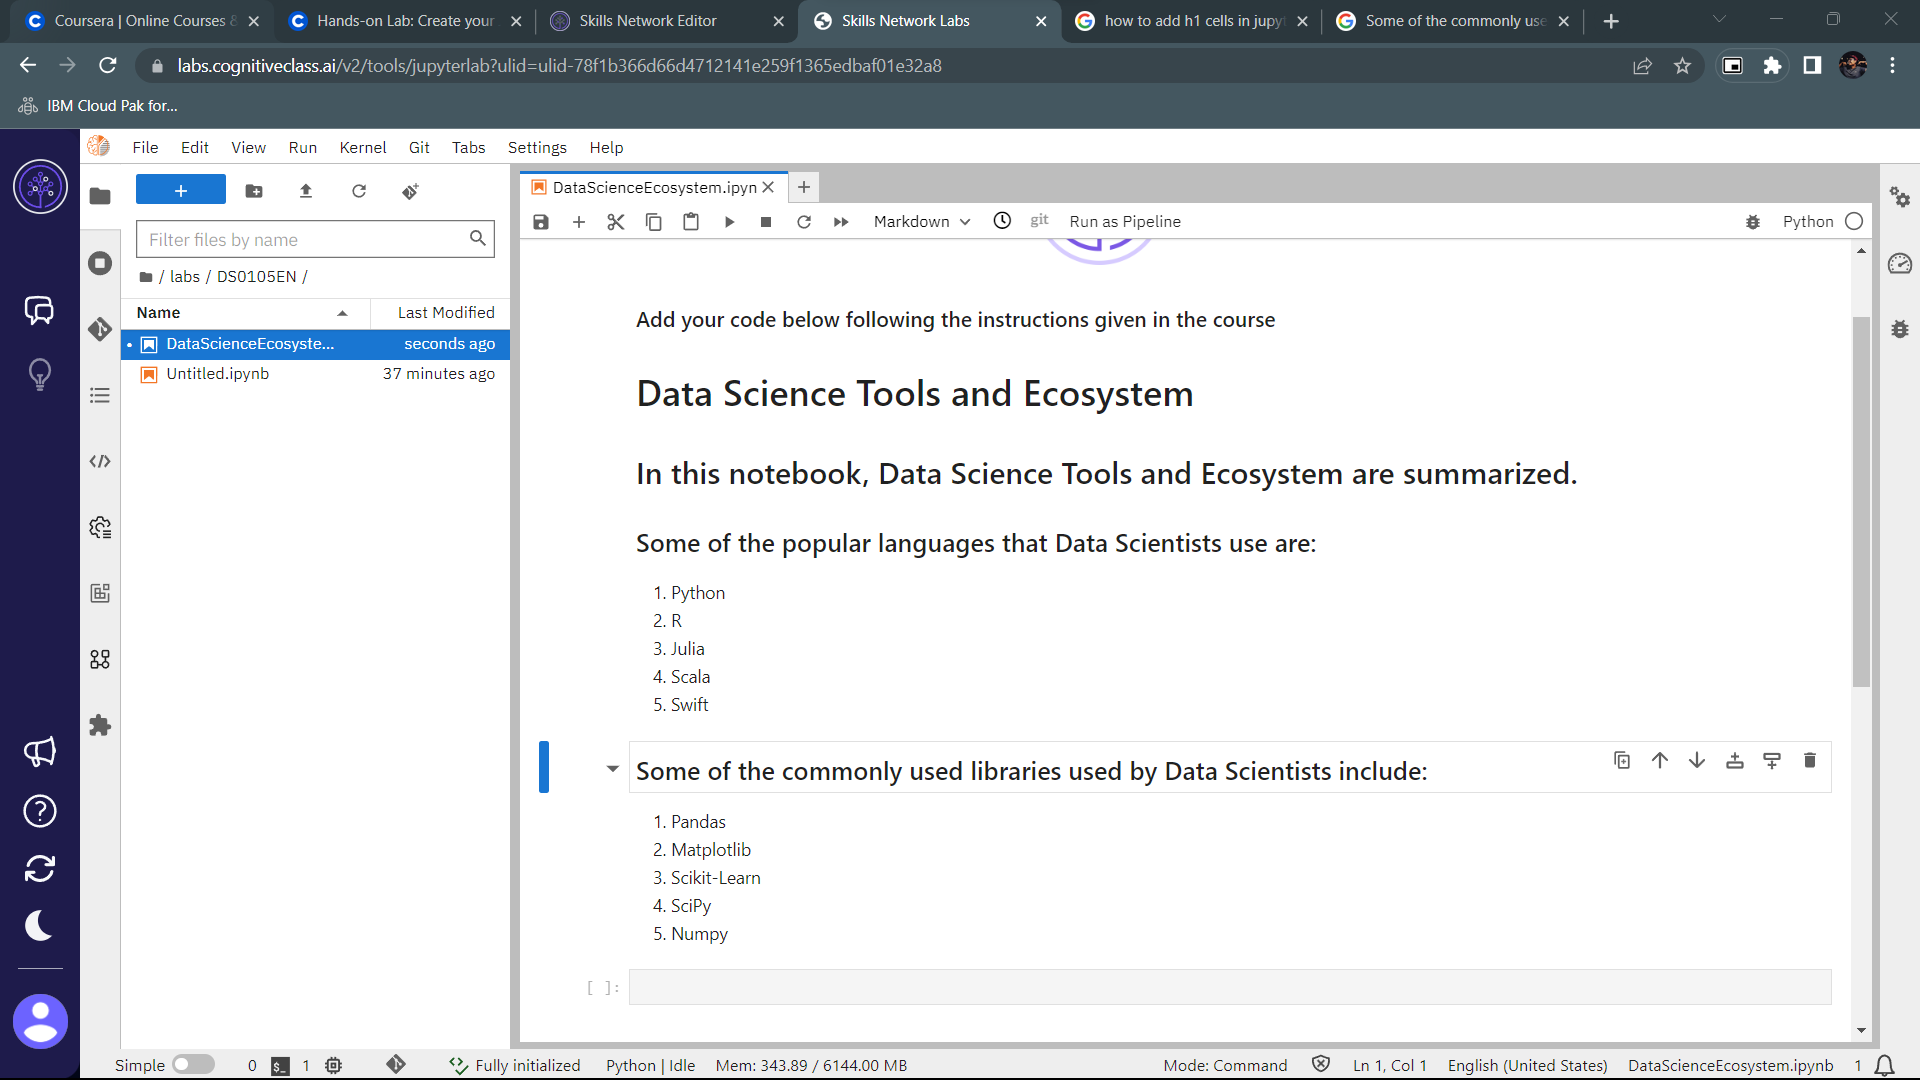 Coursera | Online Courses &
Hands-on Lab: Create your
Skills Network Editor
Skills Network Labs
how to add h1 cells in jupyt
Some of the commonly use
labs.cognitiveclass.ai/v2/tools/jupyterlab?ulid=ulid-78f1b366d66d4712141e259f1365edbaf01e32a8
IBM Cloud Pak for...
File Edit View Run Kernel Git Tabs Settings Help
Filter files by name
/ labs / DS0105EN /
Name Last Modified
DataScienceEcosyste... seconds ago
Untitled.ipynb 37 minutes ago
DataScienceEcosystem.ipyn
Markdown git Run as Pipeline Python
Add your code below following the instructions given in the course
Data Science Tools and Ecosystem
In this notebook, Data Science Tools and Ecosystem are summarized.
Some of the popular languages that Data Scientists use are:
1. Python
2. R
3. Julia
4. Scala
5. Swift
Some of the commonly used libraries used by Data Scientists include:
1. Pandas
2. Matplotlib
3. Scikit-Learn
4. SciPy
5. Numpy
[ ]:
Simple 0 $_ 1 Fully initialized Python | Idle Mem: 343.89 / 6144.00 MB Mode: Command Ln 1, Col 1 English (United States) DataScienceEcosystem.ipynb 1